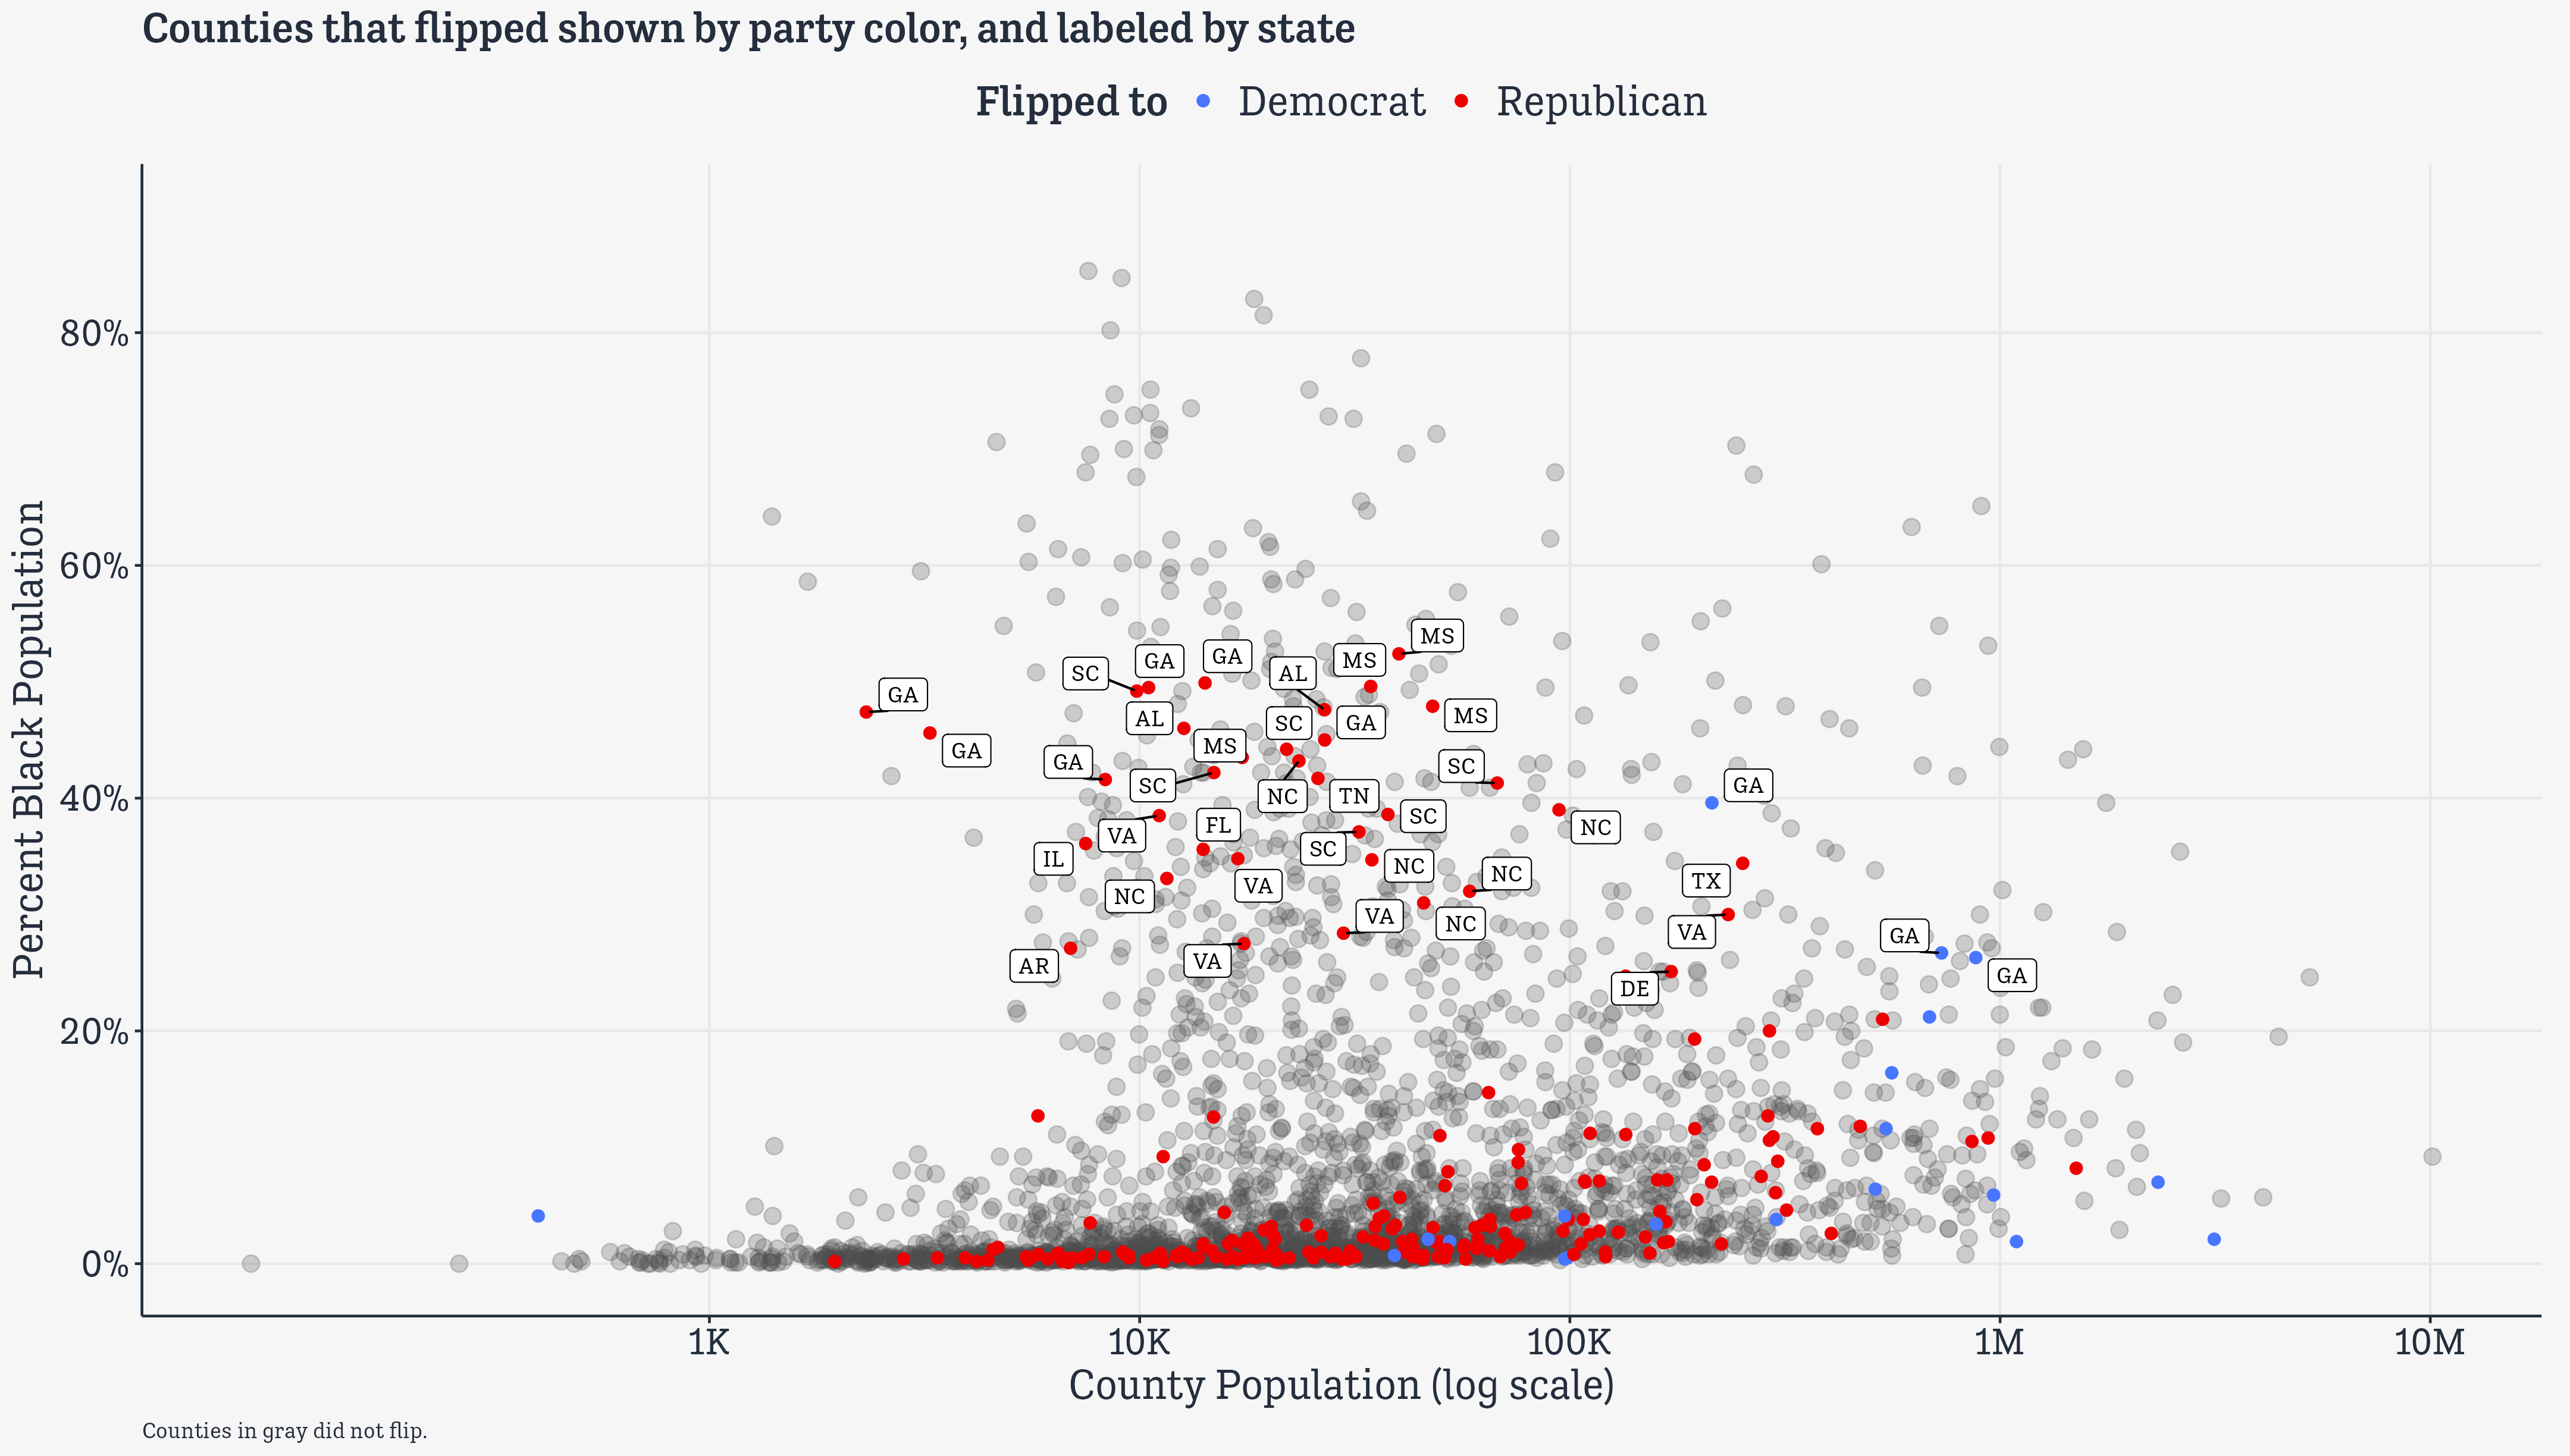 Counties that flipped shown by party color, and labeled by state
Flipped to Democrat Republican
Percent Black Population
80%
60%
40%
20%
0%
MS
GA
GA
MS
SC
AL
GA
AL
SC
GA
MS
GA
MS
GA
SC
SC
NC
TN
GA
VA
FL
SC
NC
IL
SC
NC
NC
TX
NC
VA
VA
NC
VA
GA
AR
VA
GA
DE
1K
10K
100K
1M
10M
County Population (log scale)
Counties in gray did not flip.